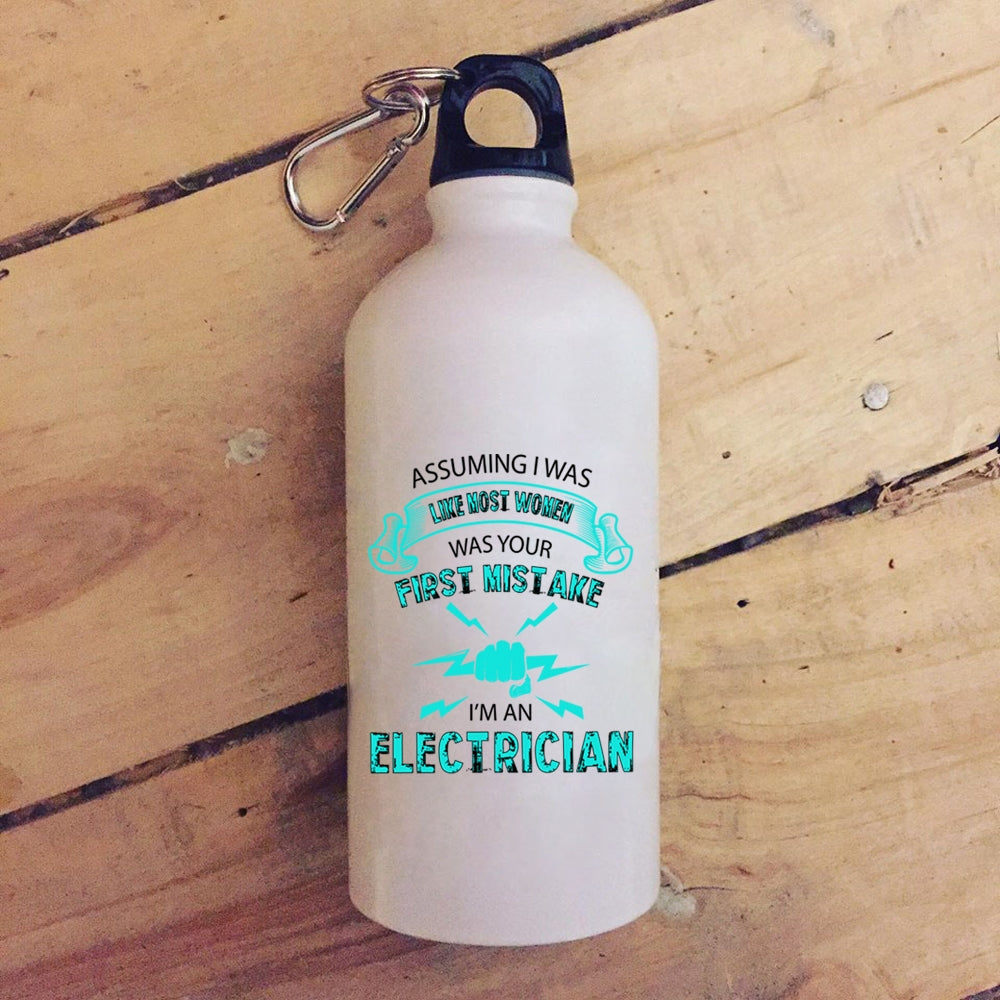 ASSUMING I WAS
LIKE MOST WOMEN
WAS YOUR
FIRST MISTAKE
I'M AN
ELECTRICIAN